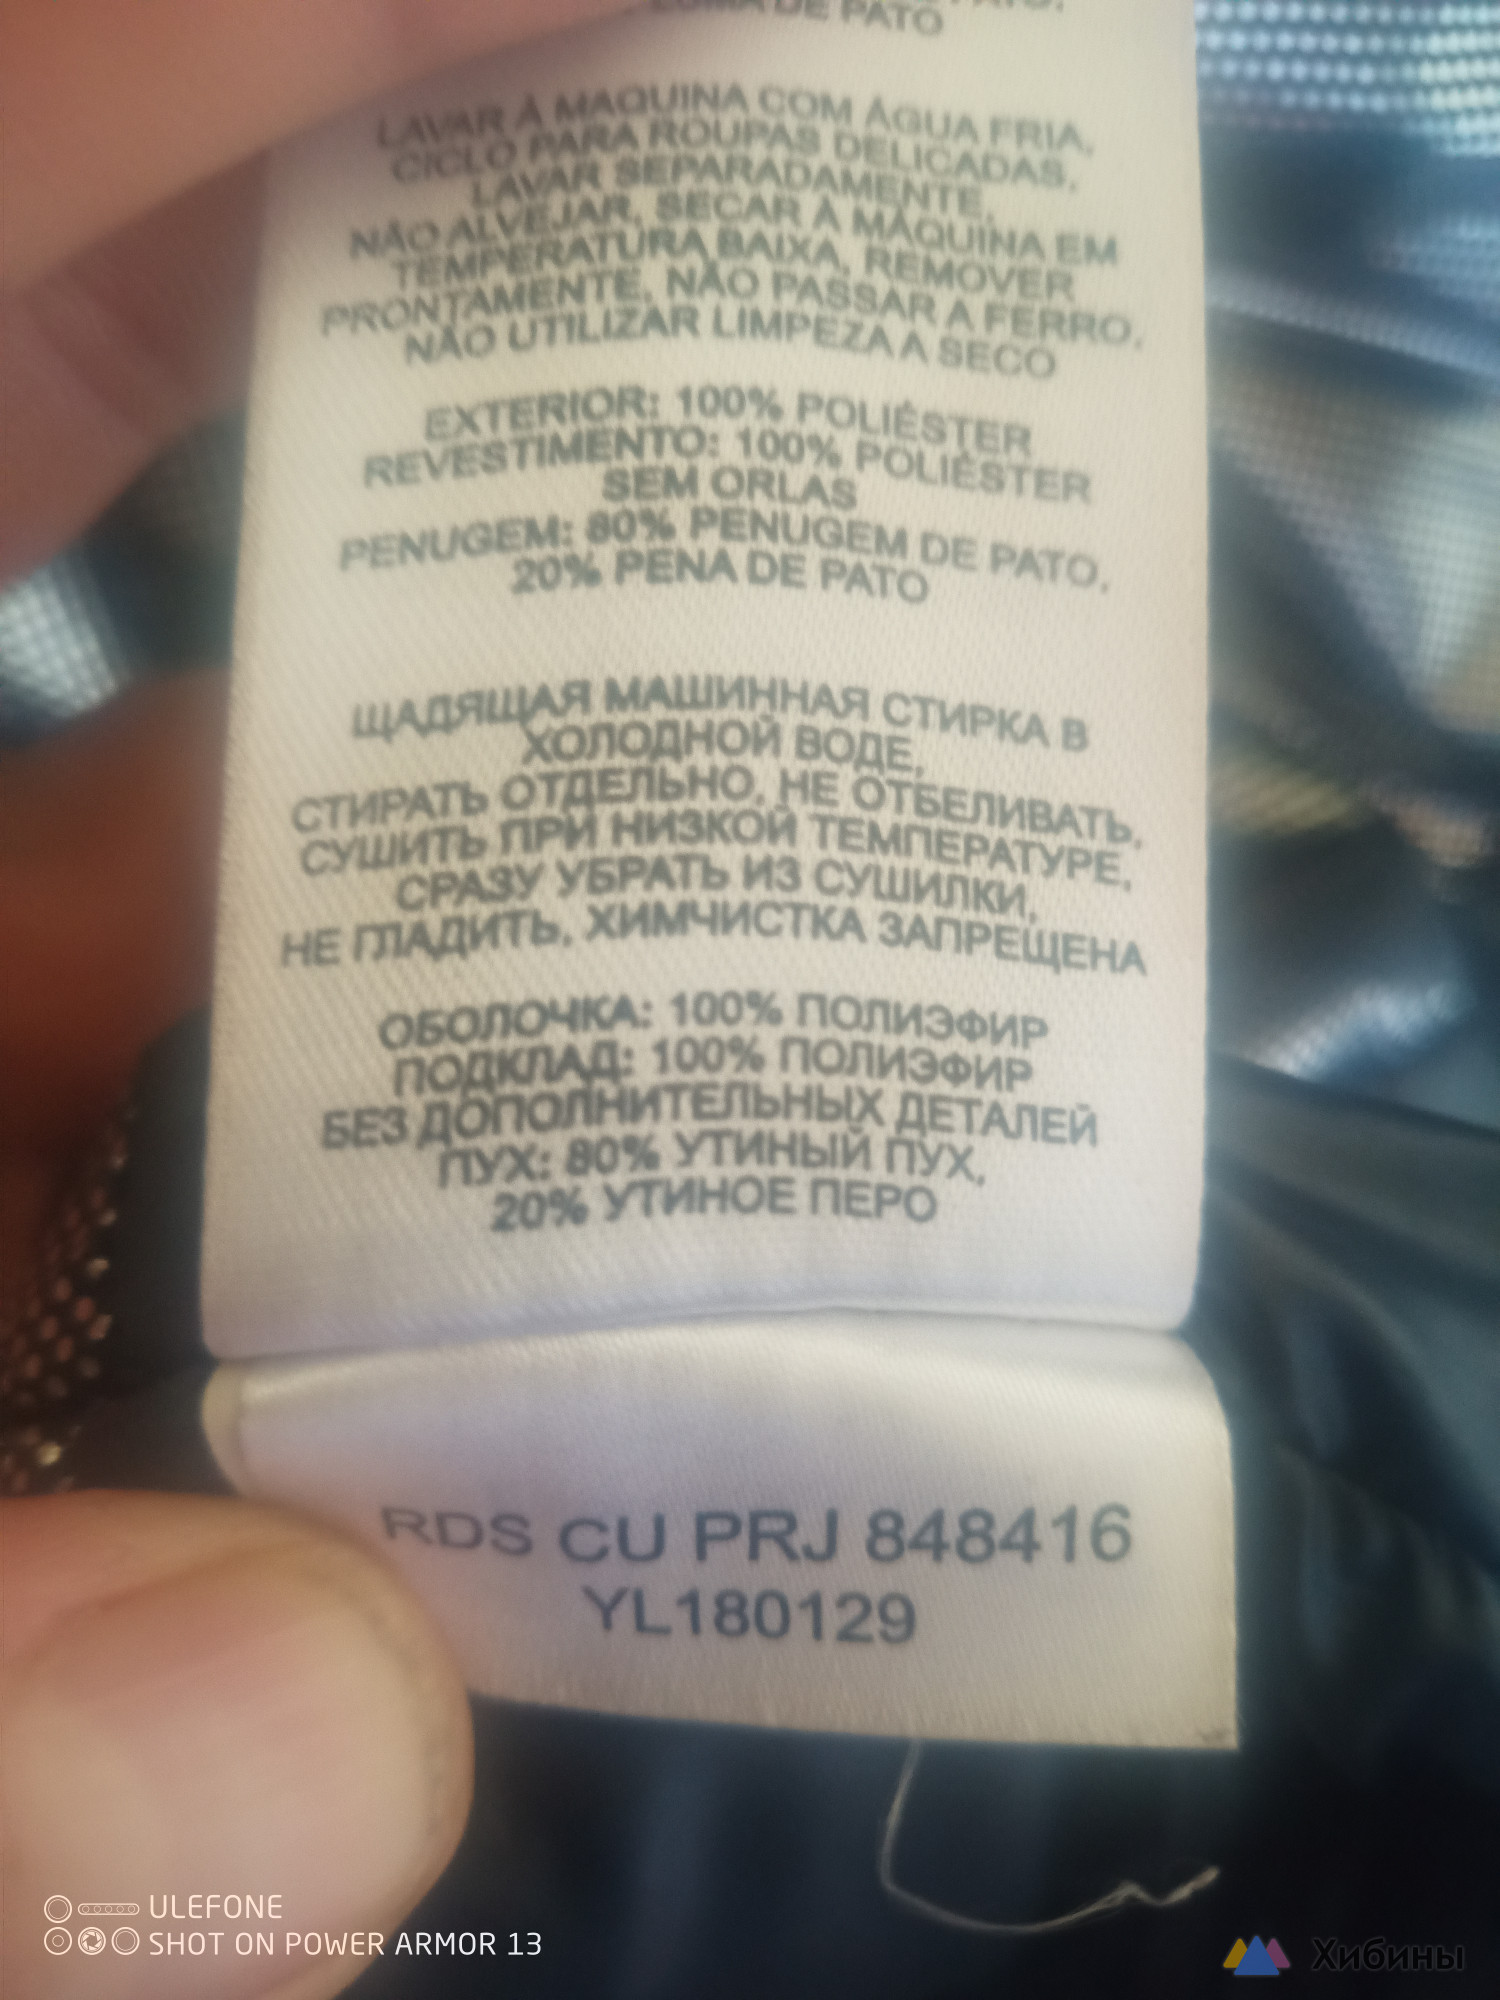 DE PATO
LAVAR À MAQUINA COM ÁGUA FRIA,
CICLO PARA ROUPAS DELICADAS,
LAVAR SEPARADAMENTE,
NÃO ALVEJAR, SECAR À MÁQUINA EM
TEMPERATURA BAIXA, REMOVER
PRONTAMENTE, NÃO PASSAR A FERRO,
NÃO UTILIZAR LIMPEZA A SECO
EXTERIOR: 100% POLIÉSTER
REVESTIMENTO: 100% POLIÉSTER
SEM ORLAS
PENUGEM: 80% PENUGEM DE PATO,
20% PENA DE PATO
ЩАДЯЩАЯ МАШИННАЯ СТИРКА В
ХОЛОДНОЙ ВОДЕ,
СТИРАТЬ ОТДЕЛЬНО, НЕ ОТБЕЛИВАТЬ,
СУШИТЬ ПРИ НИЗКОЙ ТЕМПЕРАТУРЕ,
СРАЗУ УБРАТЬ ИЗ СУШИЛКИ,
НЕ ГЛАДИТЬ, ХИМЧИСТКА ЗАПРЕЩЕНА
ОБОЛОЧКА: 100% ПОЛИЭФИР
ПОДКЛАД: 100% ПОЛИЭФИР
БЕЗ ДОПОЛНИТЕЛЬНЫХ ДЕТАЛЕЙ
ПУХ: 80% УТИНЫЙ ПУХ,
20% УТИНОЕ ПЕРО
RDS CU PRJ 848416
YL180129
ULEFONE
SHOT ON POWER ARMOR 13
Хибины